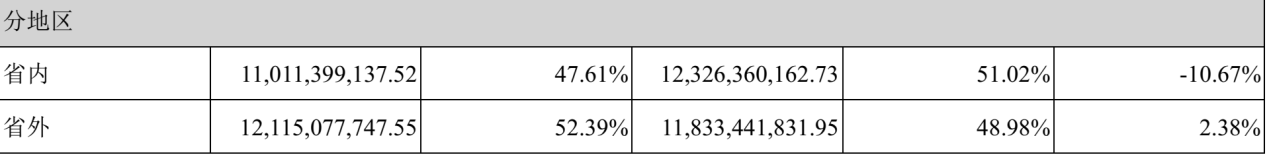 分地区
省内 11,011,399,137.52 47.61% 12,326,360,162.73 51.02% -10.67%
省外 12,115,077,747.55 52.39% 11,833,441,831.95 48.98% 2.38%